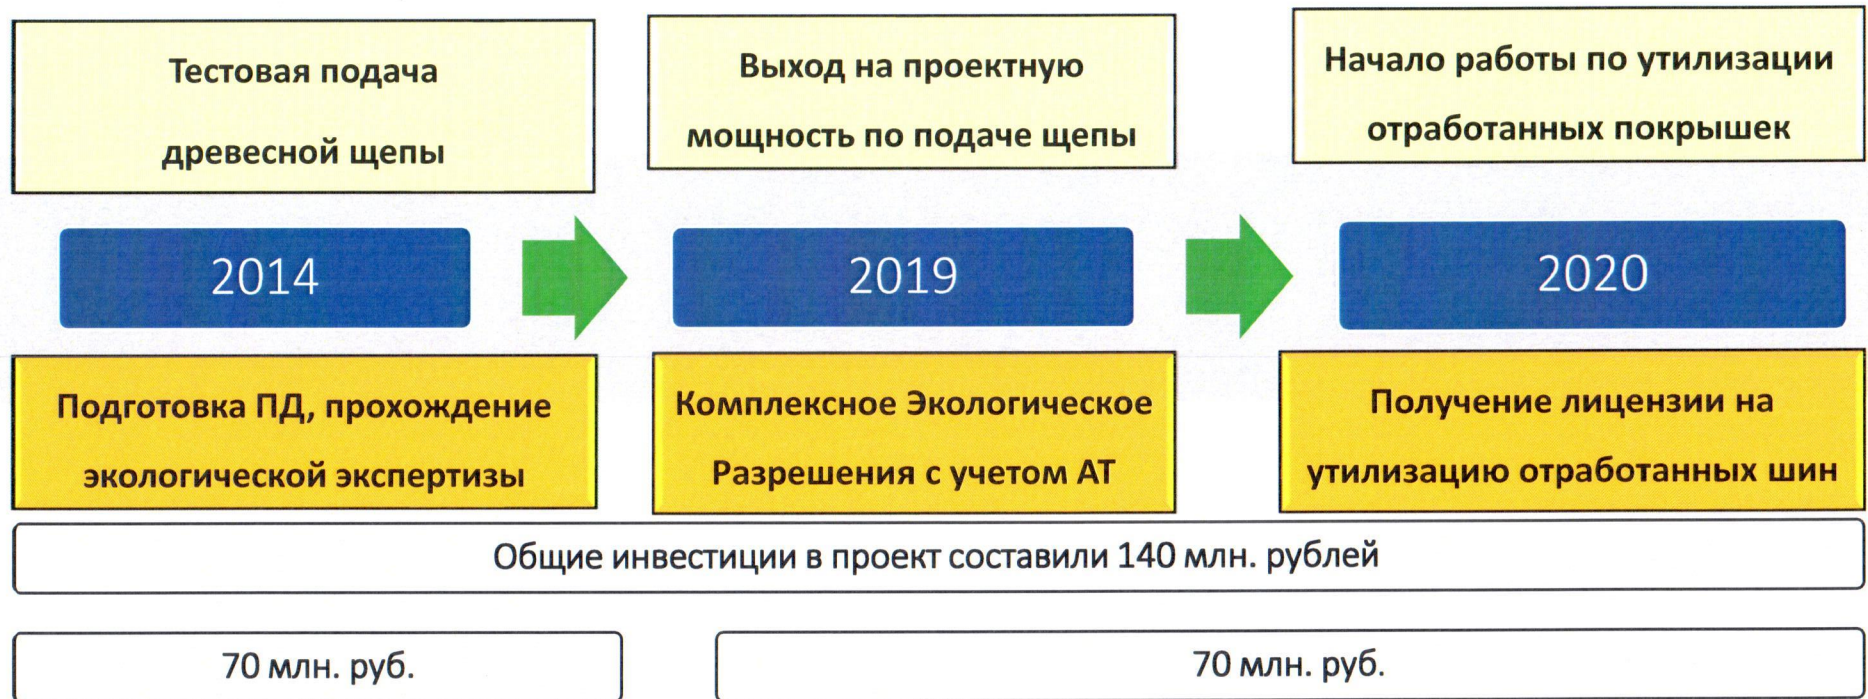 Тестовая подача
древесной щепы
Выход на проектную
мощность по подаче щепы
Начало работы по утилизации
отработанных покрышек
2014
2019
2020
Подготовка ПД, прохождение
экологической экспертизы
Комплексное Экологическое
Разрешения с учетом АТ
Получение лицензии на
утилизацию отработанных шин
Общие инвестиции в проект составили 140 млн. рублей
70 млн. руб.
70 млн. руб.